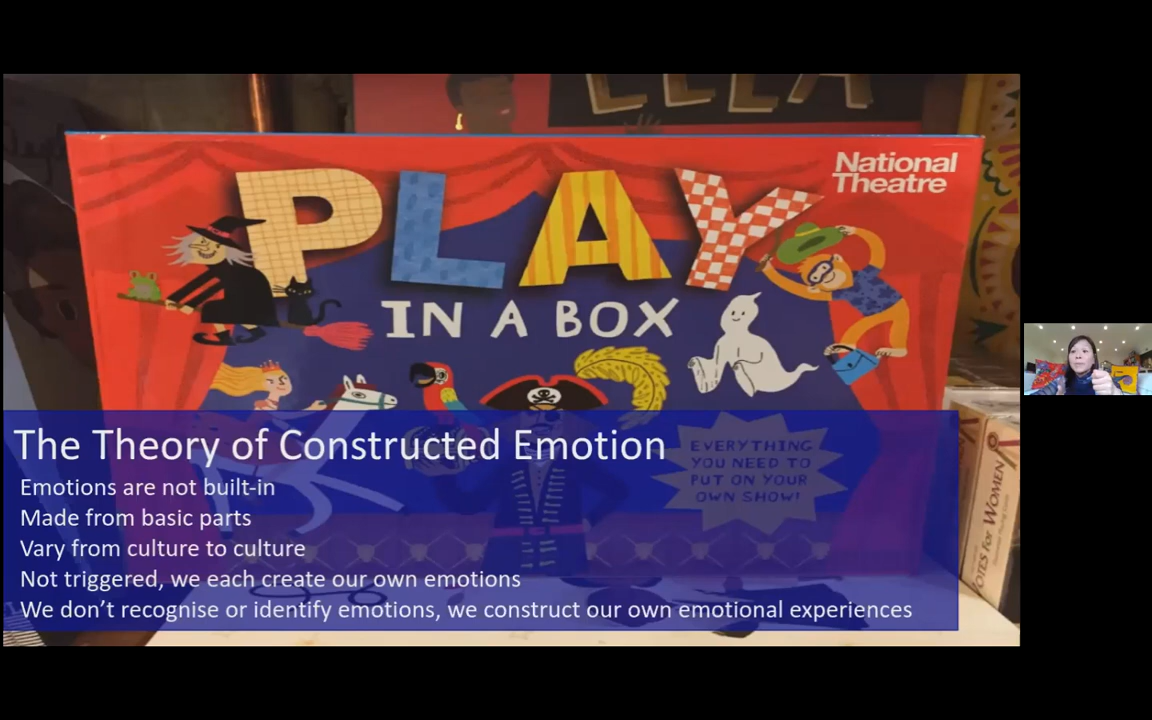 ELLA
National
Theatre
PLAY
IN A BOX
EVERYTHING
YOU NEED TO
PUT ON YOUR
OWN SHOW!
VOTES FOR WOMEN
The Theory of Constructed Emotion
Emotions are not built-in
Made from basic parts
Vary from culture to culture
Not triggered, we each create our own emotions
We don't recognise or identify emotions, we construct our own emotional experiences